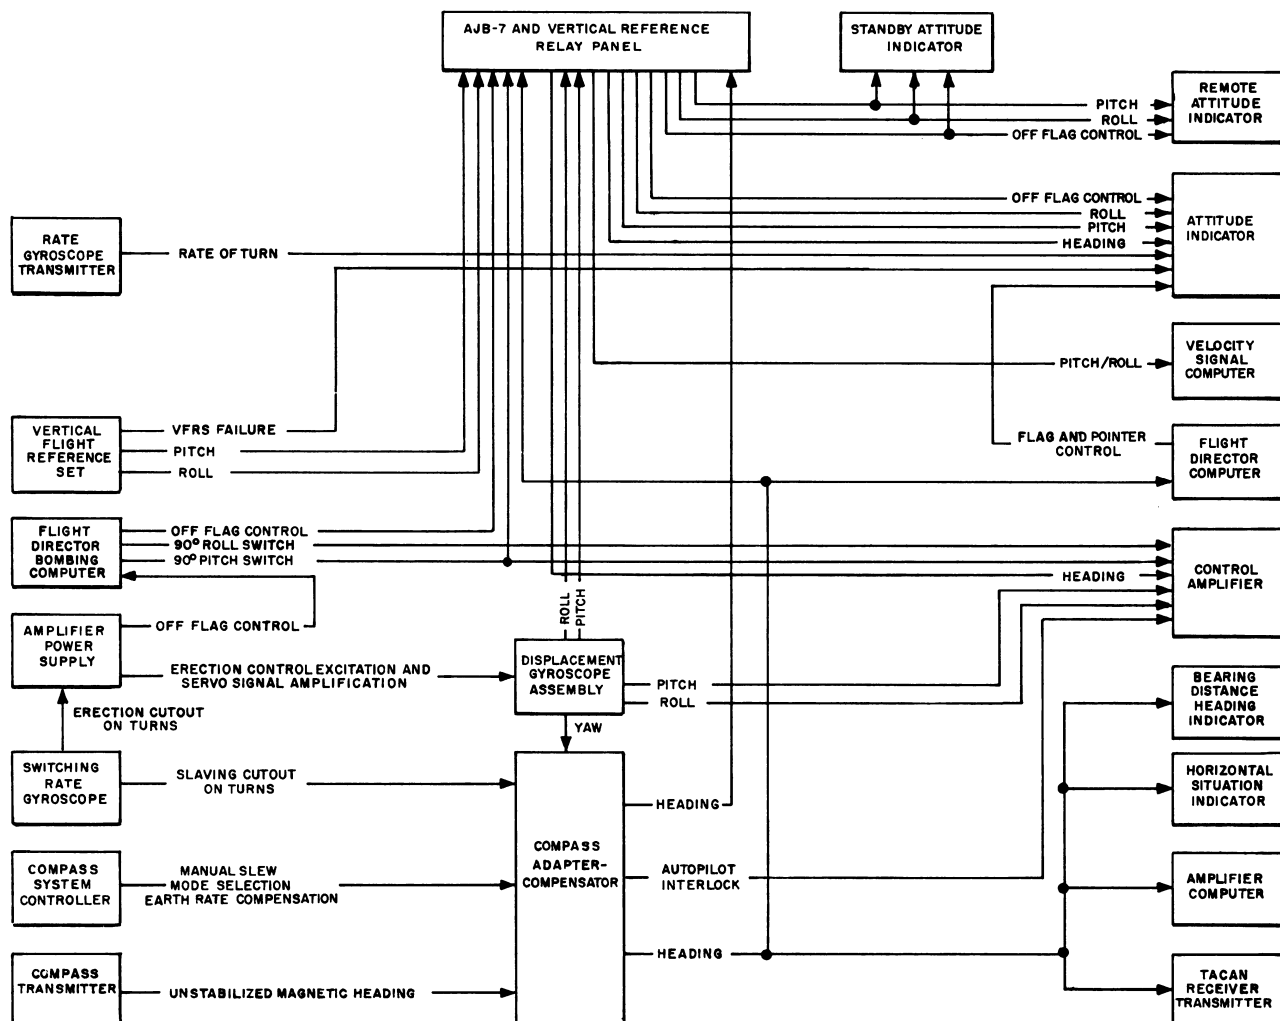 AJB-7 AND VERTICAL REFERENCE
RELAY PANEL
STANDBY ATTITUDE
INDICATOR
REMOTE
ATTITUDE
INDICATOR
PITCH
ROLL
OFF FLAG CONTROL
OFF FLAG CONTROL
ROLL
PITCH
HEADING
ATTITUDE
INDICATOR
RATE
GYROSCOPE
TRANSMITTER
RATE OF TURN
VELOCITY
SIGNAL
COMPUTER
PITCH/ROLL
VERTICAL
FLIGHT
REFERENCE
SET
VFRS FAILURE
PITCH
ROLL
FLAG AND POINTER
CONTROL
FLIGHT
DIRECTOR
COMPUTER
FLIGHT
DIRECTOR
BOMBING
COMPUTER
OFF FLAG CONTROL
90° ROLL SWITCH
90° PITCH SWITCH
HEADING
CONTROL
AMPLIFIER
ROLL
PITCH
AMPLIFIER
POWER
SUPPLY
OFF FLAG CONTROL
ERECTION CONTROL EXCITATION AND
SERVO SIGNAL AMPLIFICATION
DISPLACEMENT
GYROSCOPE
ASSEMBLY
PITCH
ROLL
BEARING
DISTANCE
HEADING
INDICATOR
ERECTION CUTOUT
ON TURNS
YAW
SWITCHING
RATE
GYROSCOPE
SLAVING CUTOUT
ON TURNS
HEADING
HORIZONTAL
SITUATION
INDICATOR
COMPASS
ADAPTER-
COMPENSATOR
COMPASS
SYSTEM
CONTROLLER
MANUAL SLEW
MODE SELECTION
EARTH RATE COMPENSATION
AUTOPILOT
INTERLOCK
AMPLIFIER
COMPUTER
HEADING
COMPASS
TRANSMITTER
UNSTABILIZED MAGNETIC HEADING
TACAN
RECEIVER
TRANSMITTER